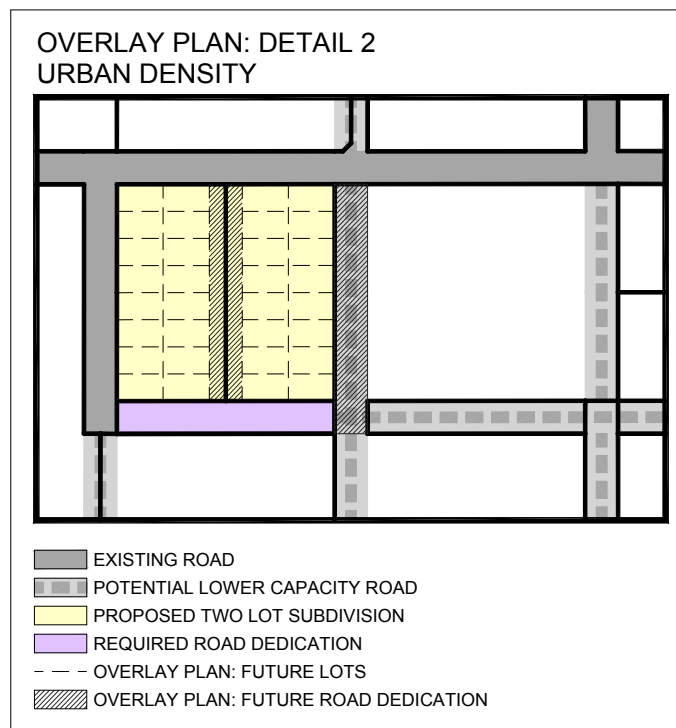 OVERLAY PLAN: DETAIL 2
URBAN DENSITY
EXISTING ROAD
POTENTIAL LOWER CAPACITY ROAD
PROPOSED TWO LOT SUBDIVISION
REQUIRED ROAD DEDICATION
OVERLAY PLAN: FUTURE LOTS
OVERLAY PLAN: FUTURE ROAD DEDICATION